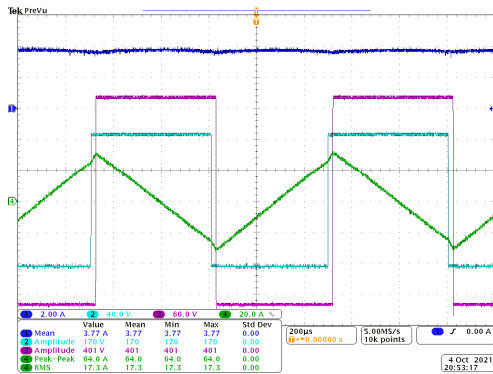 Tek PreVu
T
T
1
4
1 2.00 A 2 40.0 V 3 60.0 V 4 20.0 A ∿
Value Mean Min Max Std Dev
1 Mean 3.77 A 3.77 3.77 3.77 0.00
2 Amplitude 170 V 170 170 170 0.00
3 Amplitude 401 V 401 401 401 0.00
4 Peak-Peak 64.0 A 64.0 64.0 64.0 0.00
4 RMS 17.3 A 17.3 17.3 17.3 0.00
200µs
T→▾0.00000 s
5.00MS/s
10k points
1 ∫ 0.00 A
4 Oct 2021
20:53:17